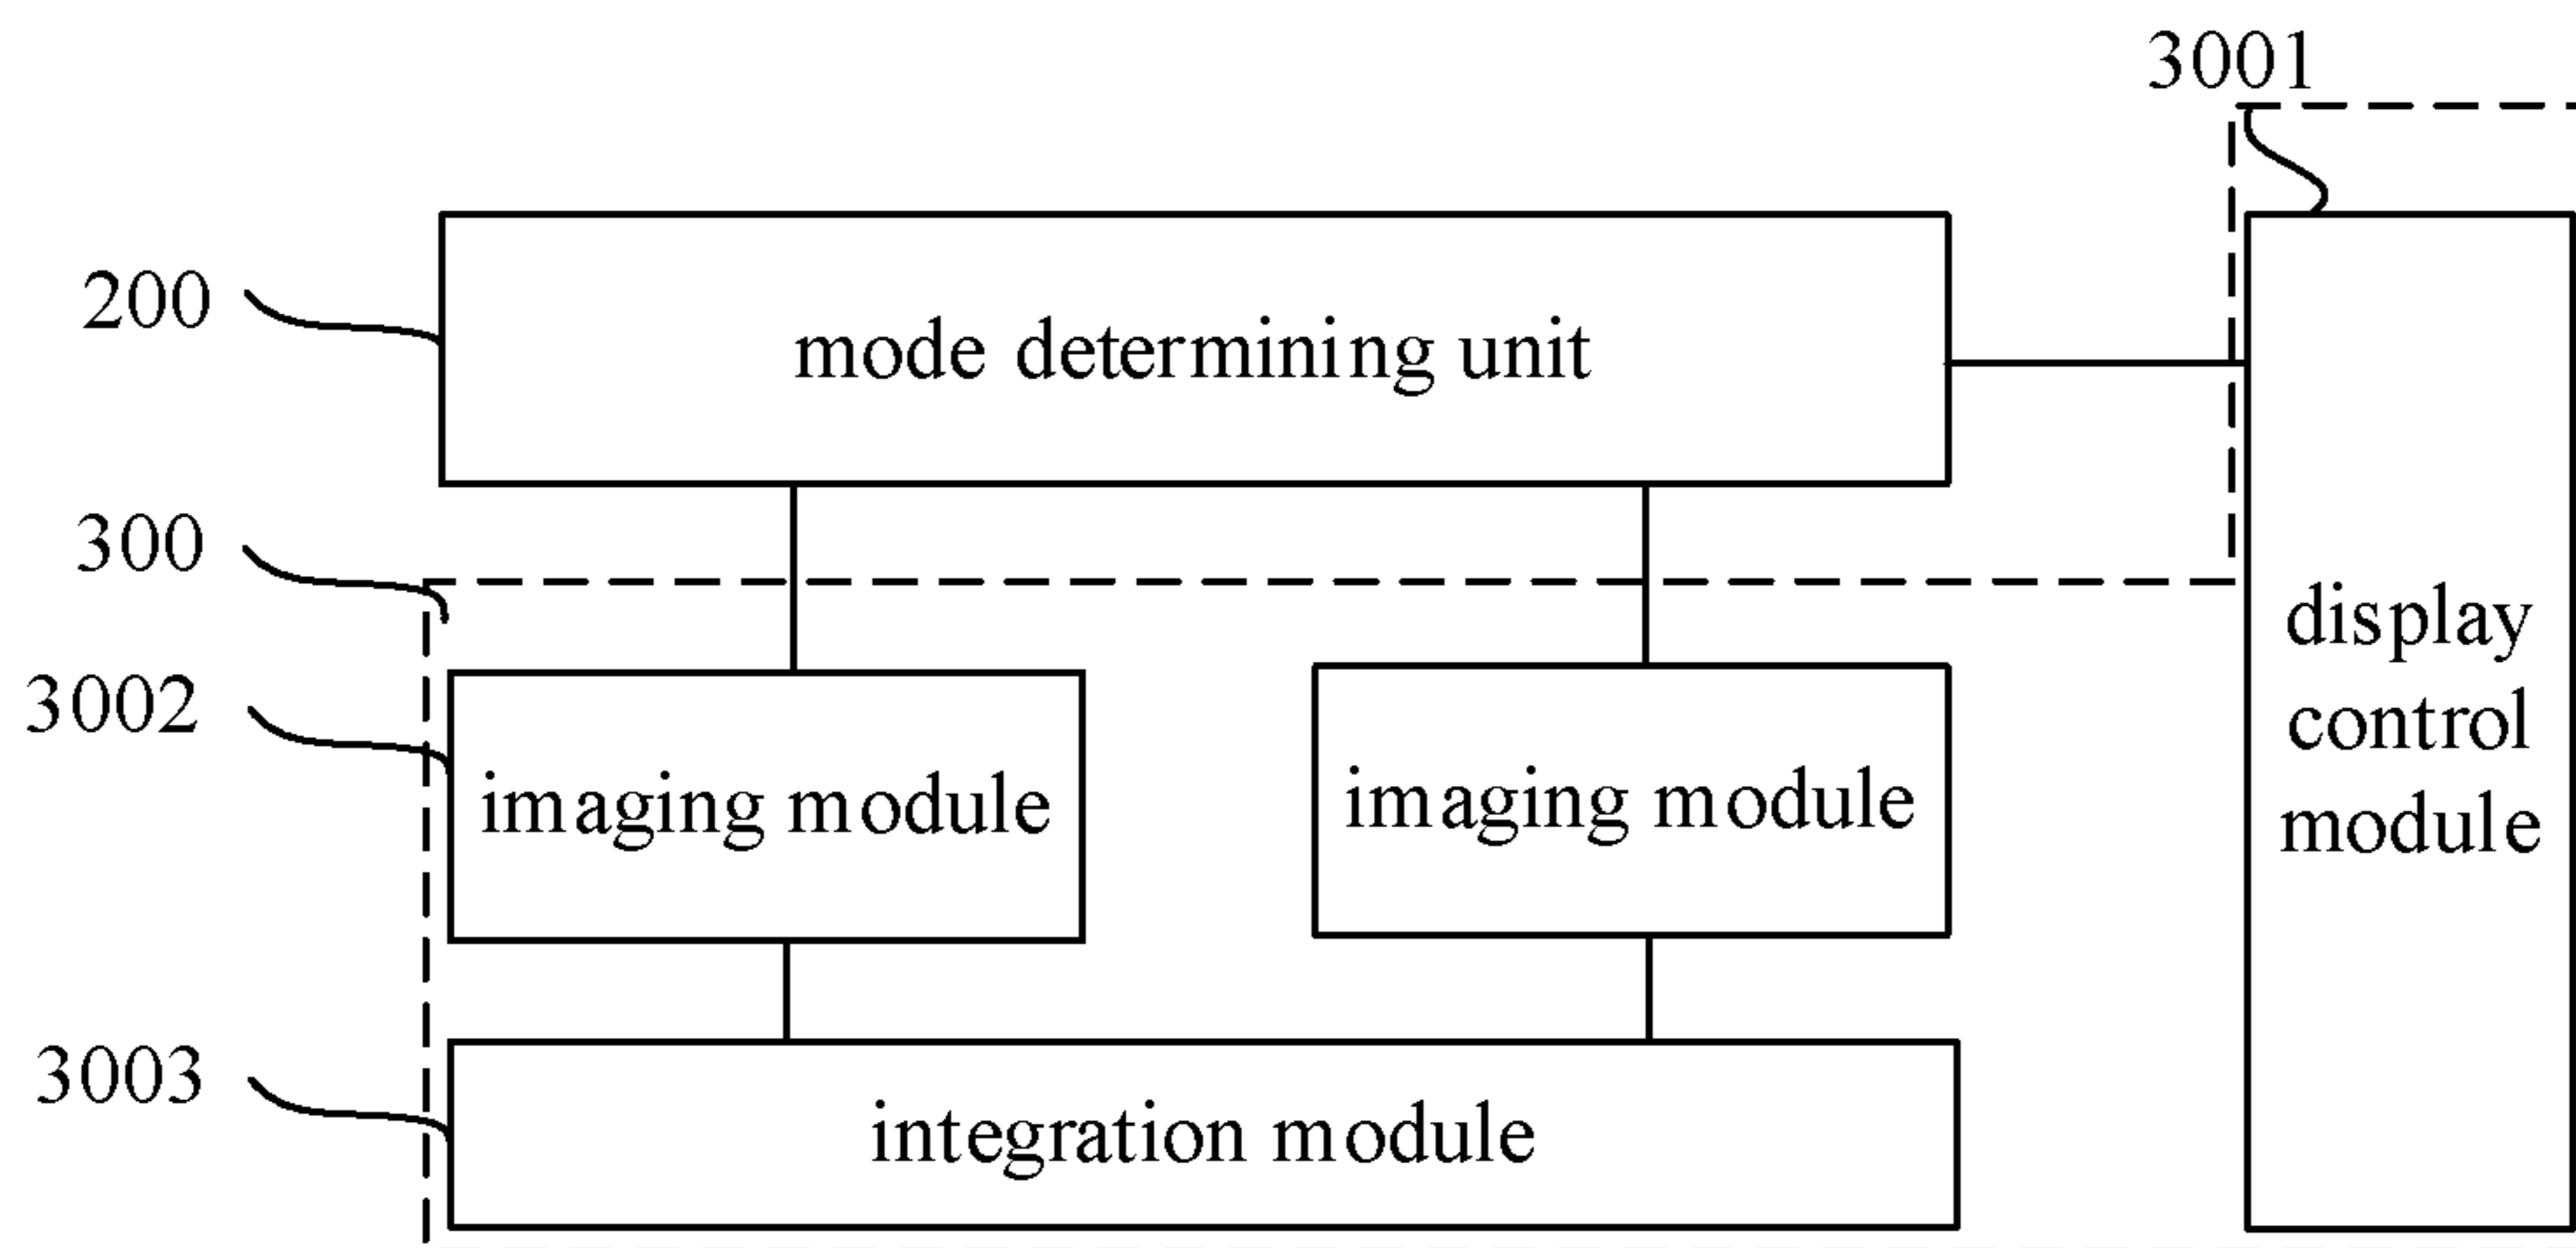 3001
200
mode determining unit
300
3002
imaging module
imaging module
display
control
module
3003
integration module